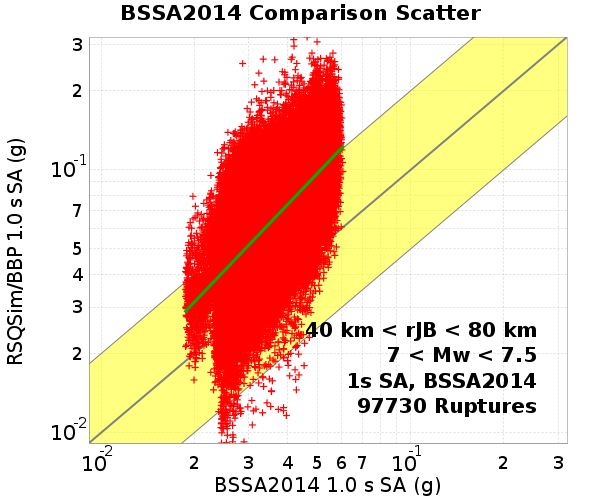 BSSA2014 Comparison Scatter
RSQSim/BBP 1.0 s SA (g)
3
2
10-1
7
5
4
3
2
10-2
40 km < rJB < 80 km
7 < Mw < 7.5
1s SA, BSSA2014
97730 Ruptures
10-2 2 3 4 5 6 7 10-1 2 3
BSSA2014 1.0 s SA (g)